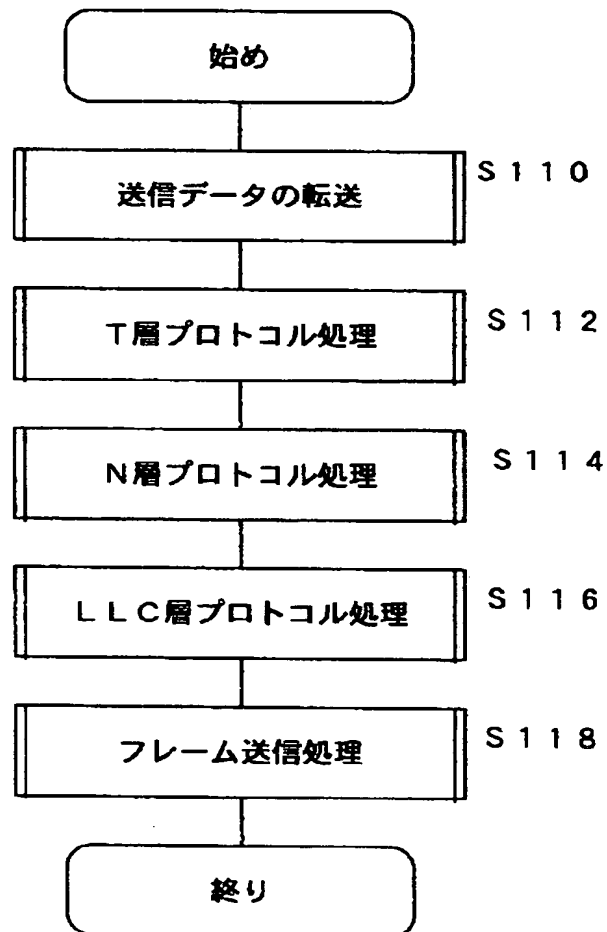 始め
送信データの転送
S110
T層プロトコル処理
S112
N層プロトコル処理
S114
LLC層プロトコル処理
S116
フレーム送信処理
S118
終り